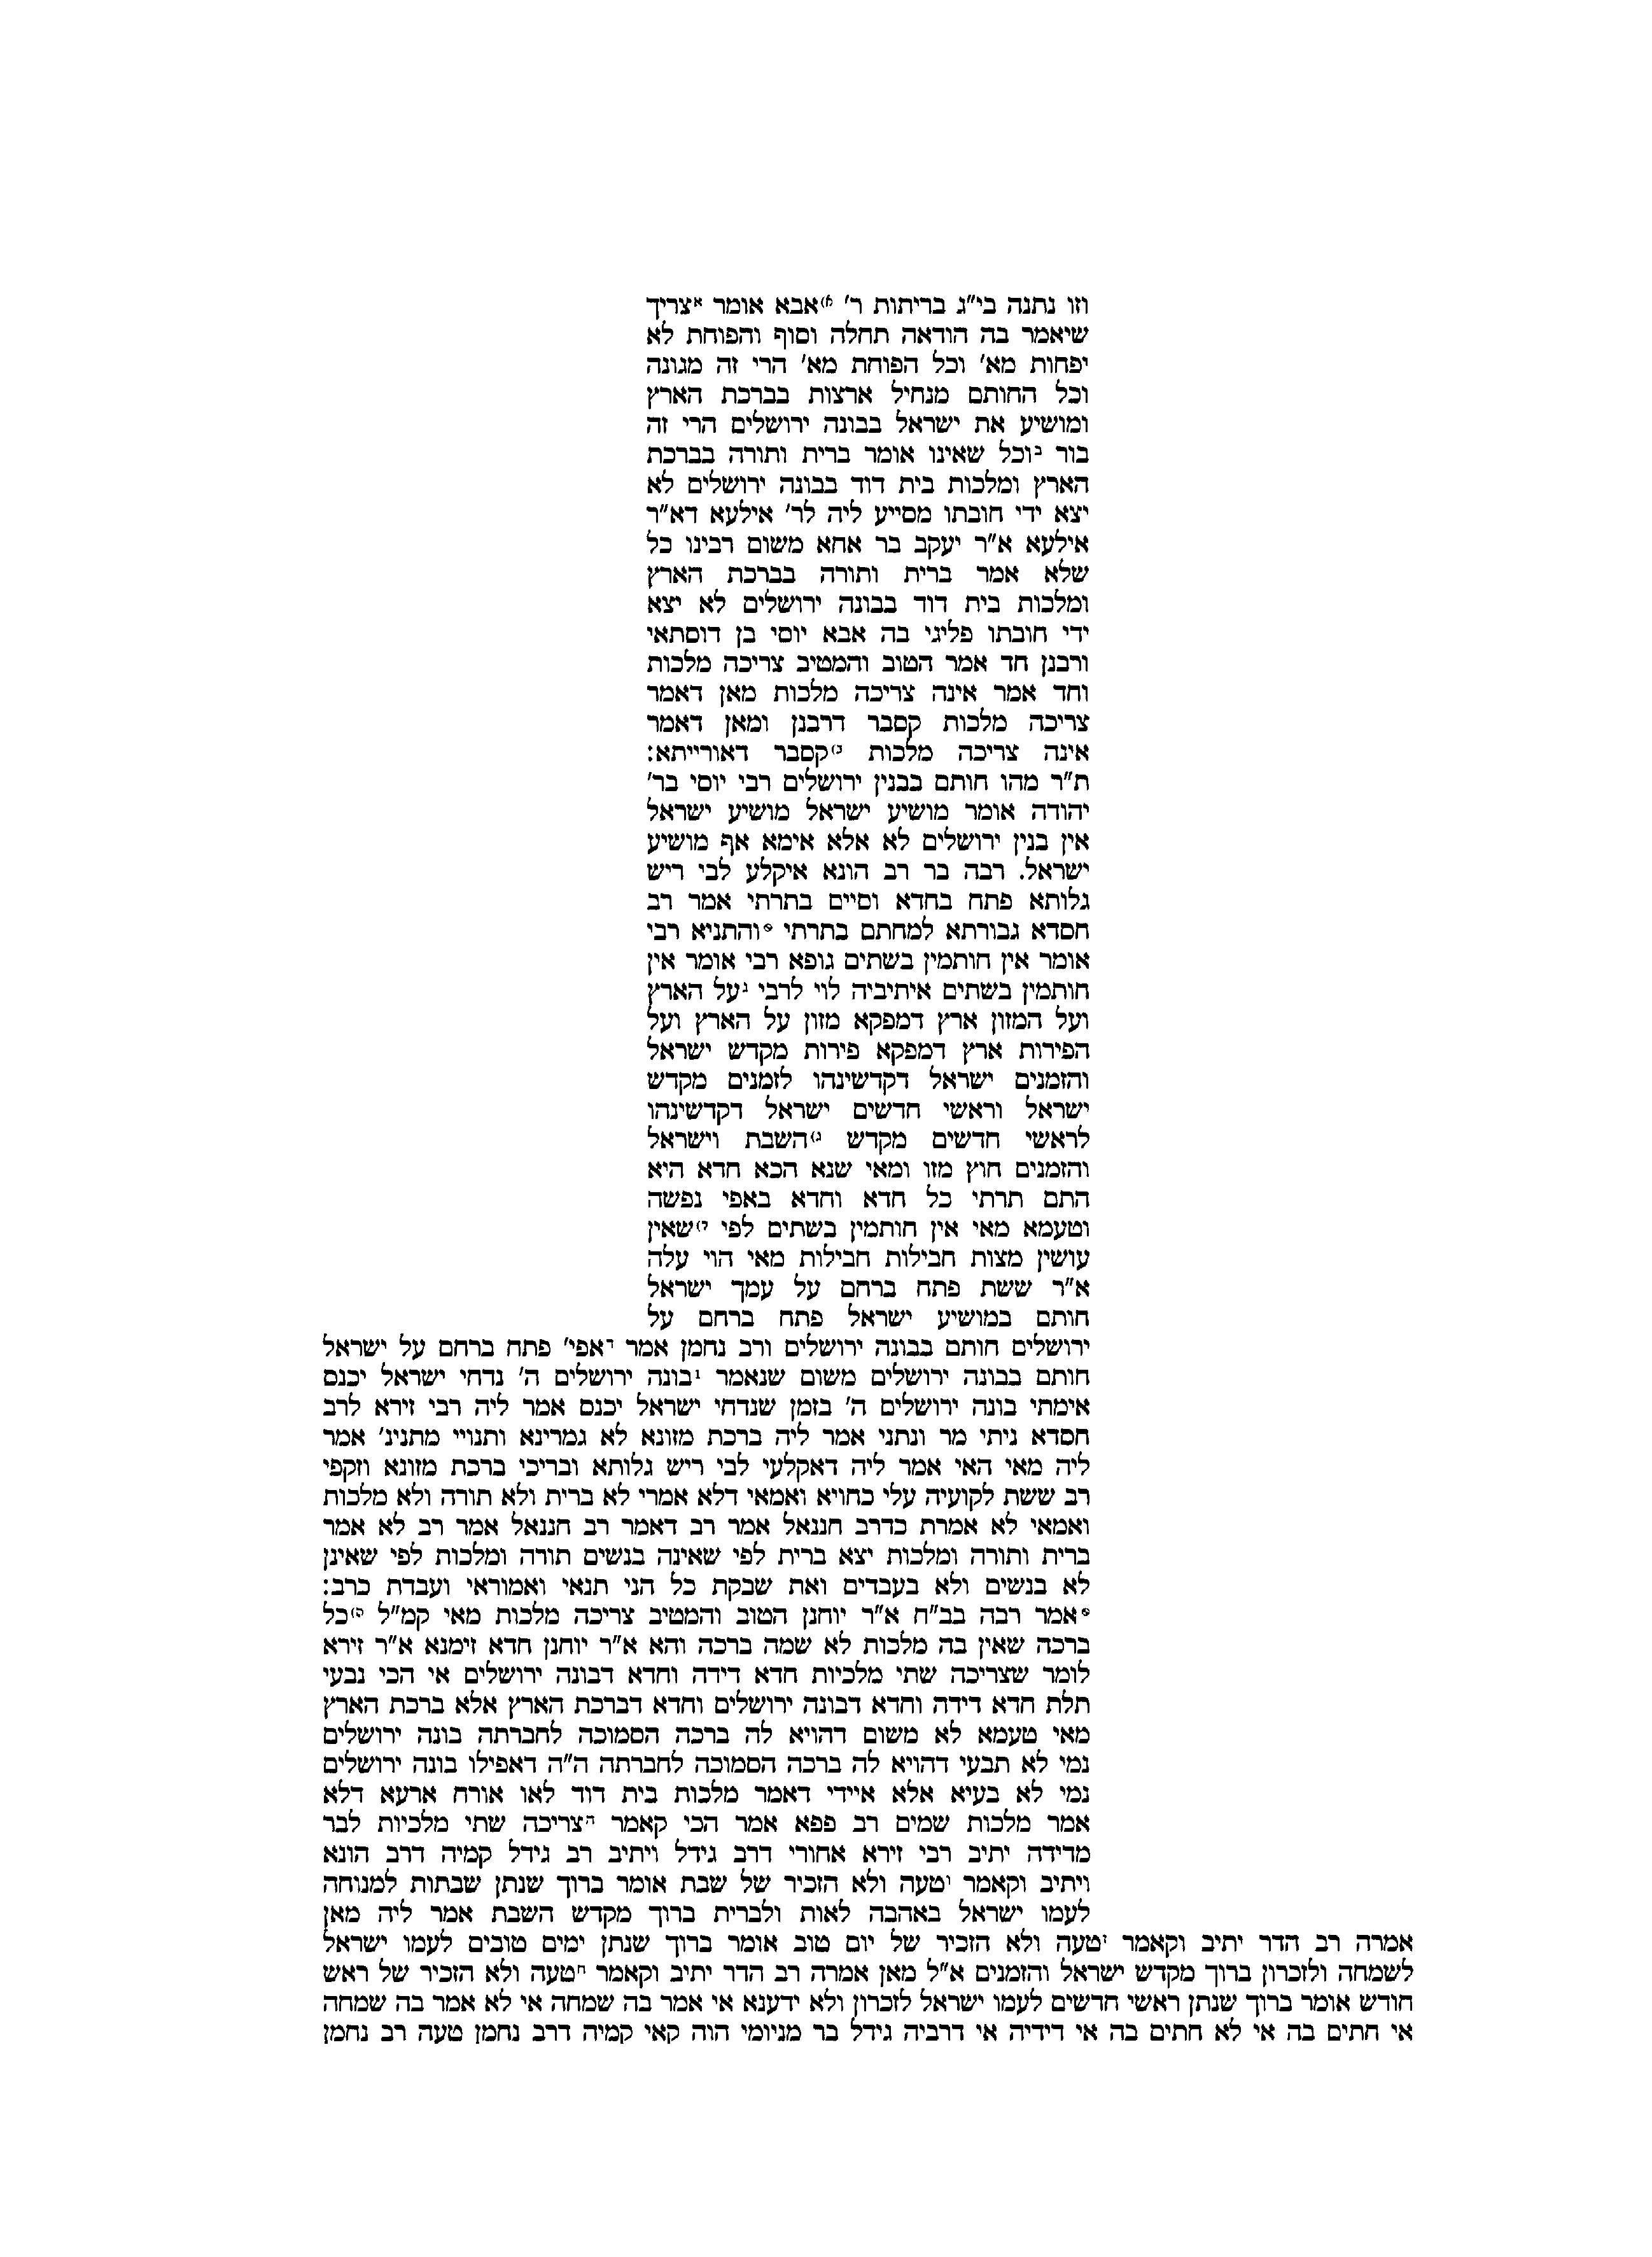 וזו נתנה בי"ג בריתות ר' א)אבא אומר אצריך
שיאמר בה הודאה תחלה וסוף והפוחת לא
יפחות מא' וכל הפוחת מא' הרי זה מגונה
וכל החותם מנחיל ארצות בברכת הארץ
ומושיע את ישראל בבונה ירושלים הרי זה
בור בוכל שאינו אומר ברית ותורה בברכת
הארץ ומלכות בית דוד בבונה ירושלים לא
יצא ידי חובתו מסייע ליה לר' אילעא דא"ר
אילעא א"ר יעקב בר אחא משום רבינו כל
שלא אמר ברית ותורה בברכת הארץ
ומלכות בית דוד בבונה ירושלים לא יצא
ידי חובתו פליגי בה אבא יוסי בן דוסתאי
ורבנן חד אמר הטוב והמטיב צריכה מלכות
וחד אמר אינה צריכה מלכות מאן דאמר
צריכה מלכות קסבר דרבנן ומאן דאמר
אינה צריכה מלכות ב)קסבר דאורייתא:
ת"ר מהו חותם בבנין ירושלים רבי יוסי בר'
יהודה אומר מושיע ישראל מושיע ישראל
אין בנין ירושלים לא אלא אימא אף מושיע
ישראל. רבה בר רב הונא איקלע לבי ריש
גלותא פתח בחדא וסיים בתרתי אמר רב
חסדא גבורתא למחתם בתרתי °והתניא רבי
אומר אין חותמין בשתים גופא רבי אומר אין
חותמין בשתים איתיביה לוי לרבי געל הארץ
ועל המזון ארץ דמפקא מזון על הארץ ועל
הפירות ארץ דמפקא פירות מקדש ישראל
והזמנים ישראל דקדשינהו לזמנים מקדש
ישראל וראשי חדשים ישראל דקדשינהו
לראשי חדשים מקדש ג)השבת וישראל
והזמנים חוץ מזו ומאי שנא הכא חדא היא
התם תרתי כל חדא וחדא באפי נפשה
וטעמא מאי אין חותמין בשתים לפי ד)שאין
עושין מצות חבילות חבילות מאי הוי עלה
א"ר ששת פתח ברחם על עמך ישראל
חותם במושיע ישראל פתח ברחם על
ירושלים חותם בבונה ירושלים ורב נחמן אמר דאפי' פתח ברחם על ישראל
חותם בבונה ירושלים משום שנאמר 1בונה ירושלים ה' נדחי ישראל יכנס
אימתי בונה ירושלים ה' בזמן שנדחי ישראל יכנס אמר ליה רבי זירא לרב
חסדא ניתי מר ונתני אמר ליה ברכת מזונא לא גמרינא ותנויי מתנינ' אמר
ליה מאי האי אמר ליה דאקלעי לבי ריש גלותא ובריכי ברכת מזונא וזקפי
רב ששת לקועיה עלי כחויא ואמאי דלא אמרי לא ברית ולא תורה ולא מלכות
ואמאי לא אמרת כדרב חננאל אמר רב דאמר רב חננאל אמר רב לא אמר
ברית ותורה ומלכות יצא ברית לפי שאינה בנשים תורה ומלכות לפי שאינן
לא בנשים ולא בעבדים ואת שבקת כל הני תנאי ואמוראי ועבדת כרב:
°אמר רבה בב"ח א"ר יוחנן הטוב והמטיב צריכה מלכות מאי קמ"ל ה)כל
ברכה שאין בה מלכות לא שמה ברכה והא א"ר יוחנן חדא זימנא א"ר זירא
לומר שצריכה שתי מלכיות חדא דידה וחדא דבונה ירושלים אי הכי נבעי
תלת חדא דידה וחדא דבונה ירושלים וחדא דברכת הארץ אלא ברכת הארץ
מאי טעמא לא משום דהויא לה ברכה הסמוכה לחברתה בונה ירושלים
נמי לא תבעי דהויא לה ברכה הסמוכה לחברתה ה"ה דאפילו בונה ירושלים
נמי לא בעיא אלא איידי דאמר מלכות בית דוד לאו אורח ארעא דלא
אמר מלכות שמים רב פפא אמר הכי קאמר הצריכה שתי מלכיות לבר
מדידה יתיב רבי זירא אחורי דרב גידל ויתיב רב גידל קמיה דרב הונא
ויתיב וקאמר וטעה ולא הזכיר של שבת אומר ברוך שנתן שבתות למנוחה
לעמו ישראל באהבה לאות ולברית ברוך מקדש השבת אמר ליה מאן
אמרה רב הדר יתיב וקאמר זטעה ולא הזכיר של יום טוב אומר ברוך שנתן ימים טובים לעמו ישראל
לשמחה ולזכרון ברוך מקדש ישראל והזמנים א"ל מאן אמרה רב הדר יתיב וקאמר חטעה ולא הזכיר של ראש
חודש אומר ברוך שנתן ראשי חדשים לעמו ישראל לזכרון ולא ידענא אי אמר בה שמחה אי לא אמר בה שמחה
אי חתים בה אי לא חתים בה אי דידיה אי דרביה גידל בר מניומי הוה קאי קמיה דרב נחמן טעה רב נחמן